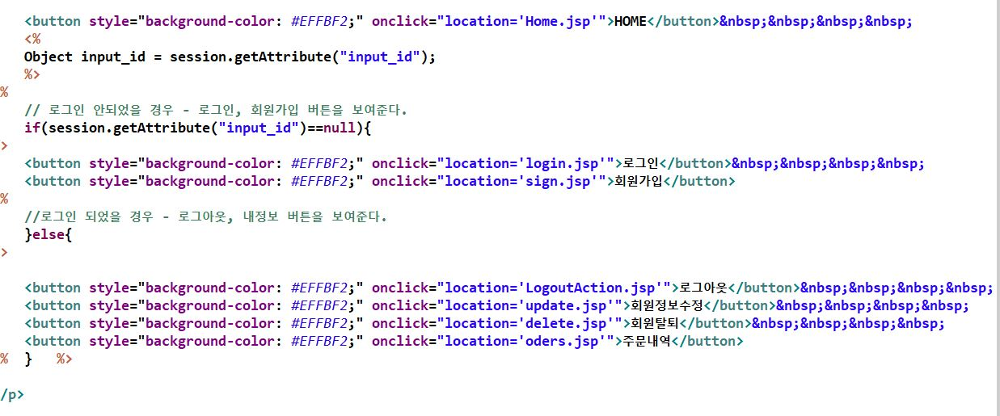 <button style="background-color: #EFFBF2;" onclick="location='Home.jsp'">HOME</button>&nbsp;&nbsp;&nbsp;&nbsp;
<%
Object input_id = session.getAttribute("input_id");
%>
%
// 로그인 안되었을 경우 - 로그인, 회원가입 버튼을 보여준다.
if(session.getAttribute("input_id")==null){
>
<button style="background-color: #EFFBF2;" onclick="location='login.jsp'">로그인</button>&nbsp;&nbsp;&nbsp;&nbsp;
<button style="background-color: #EFFBF2;" onclick="location='sign.jsp'">회원가입</button>
%
//로그인 되었을 경우 - 로그아웃, 내정보 버튼을 보여준다.
}else{
>
<button style="background-color: #EFFBF2;" onclick="location='LogoutAction.jsp'">로그아웃</button>&nbsp;&nbsp;&nbsp;&nbsp;
<button style="background-color: #EFFBF2;" onclick="location='update.jsp'">회원정보수정</button>&nbsp;&nbsp;&nbsp;&nbsp;
<button style="background-color: #EFFBF2;" onclick="location='delete.jsp'">회원탈퇴</button>&nbsp;&nbsp;&nbsp;&nbsp;
<button style="background-color: #EFFBF2;" onclick="location='oders.jsp'">주문내역</button>
% } %>
/p>